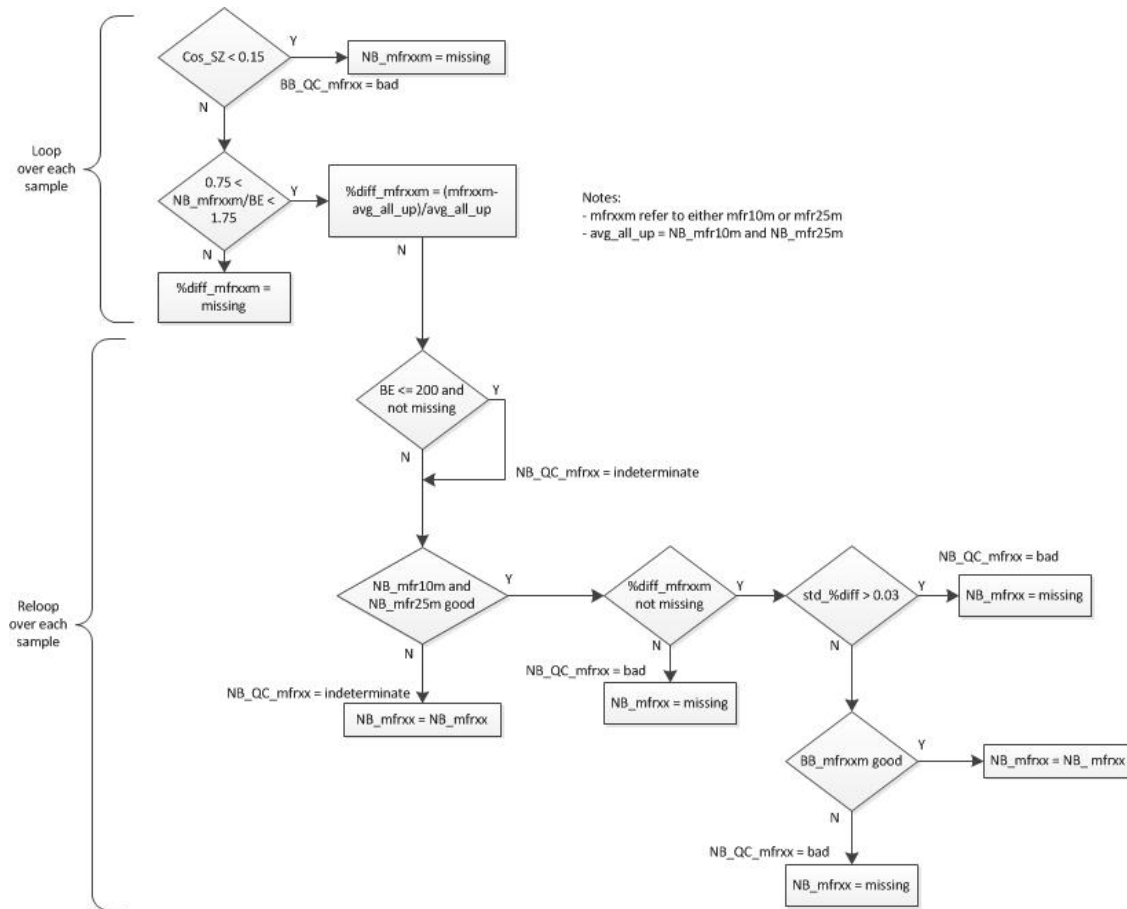 Cos_SZ < 0.15
Y
NB_mfrxxm = missing
BB_QC_mfrxx = bad
N
Loop
over each
sample
0.75 <
NB_mfrxxm/BE <
1.75
Y
%diff_mfrxxm = (mfrxxm-
avg_all_up)/avg_all_up
Notes:
- mfrxxm refer to either mfr10m or mfr25m
- avg_all_up = NB_mfr10m and NB_mfr25m
N
N
%diff_mfrxxm =
missing
BE <= 200 and
not missing
Y
N
NB_QC_mfrxx = indeterminate
Reloop
over each
sample
NB_mfr10m and
NB_mfr25m good
Y
%diff_mfrxxm
not missing
Y
std_%diff > 0.03
Y
NB_QC_mfrxx = bad
NB_mfrxx = missing
N
NB_QC_mfrxx = indeterminate
NB_mfrxx = NB_mfrxx
N
NB_QC_mfrxx = bad
NB_mfrxx = missing
N
BB_mfrxxm good
Y
NB_mfrxx = NB_ mfrxx
N
NB_QC_mfrxx = bad
NB_mfrxx = missing